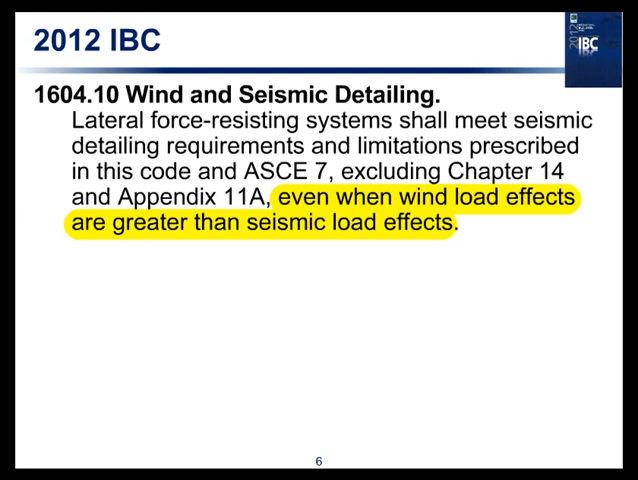 2012 IBC
2012
IBC
1604.10 Wind and Seismic Detailing.
Lateral force-resisting systems shall meet seismic
detailing requirements and limitations prescribed
in this code and ASCE 7, excluding Chapter 14
and Appendix 11A, even when wind load effects
are greater than seismic load effects.
6